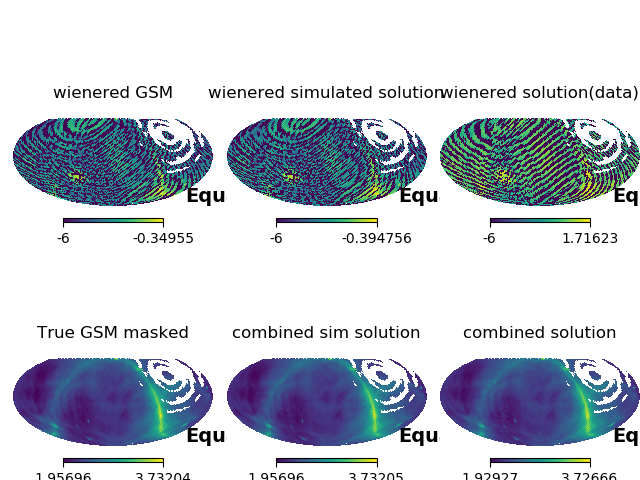 wienered GSM wienered simulated solution wienered solution(data)
Equ Equ Eq
-6 -0.34955 -6 -0.394756 -6 1.71623
True GSM masked combined sim solution combined solution
Equ Equ Eq
1.95696 3.73204 1.95696 3.73205 1.92927 3.72666